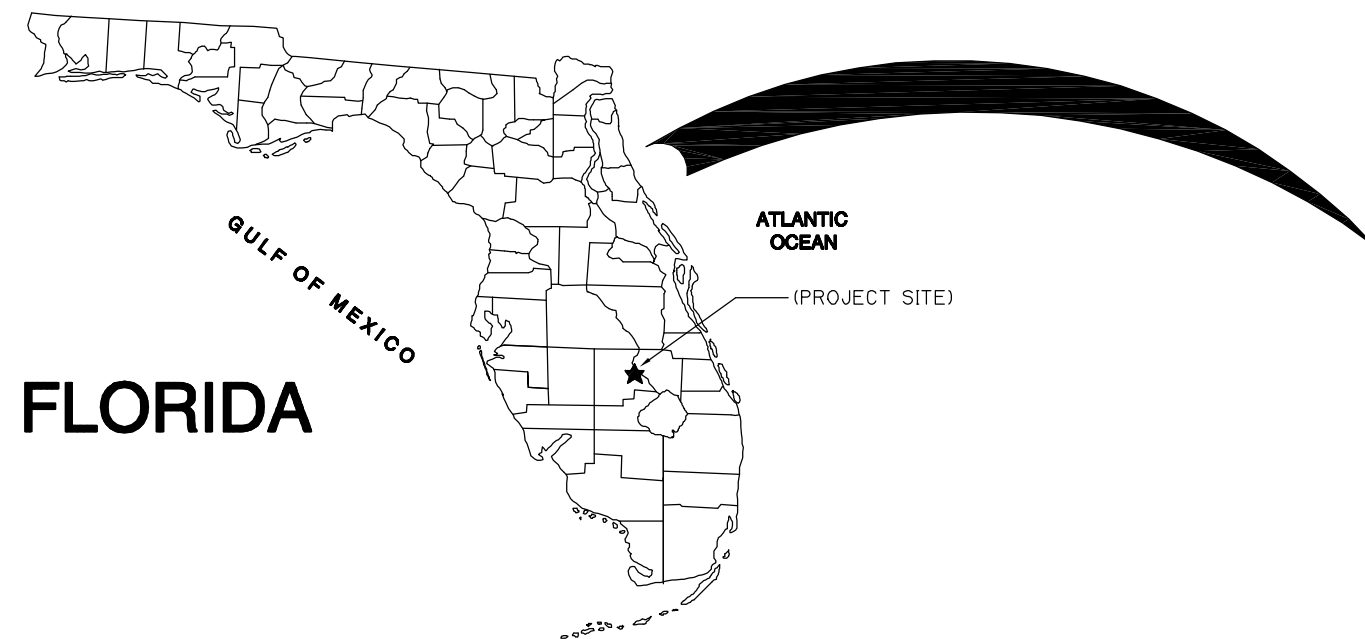 ATLANTIC
OCEAN
GULF OF MEXICO
(PROJECT SITE)
FLORIDA